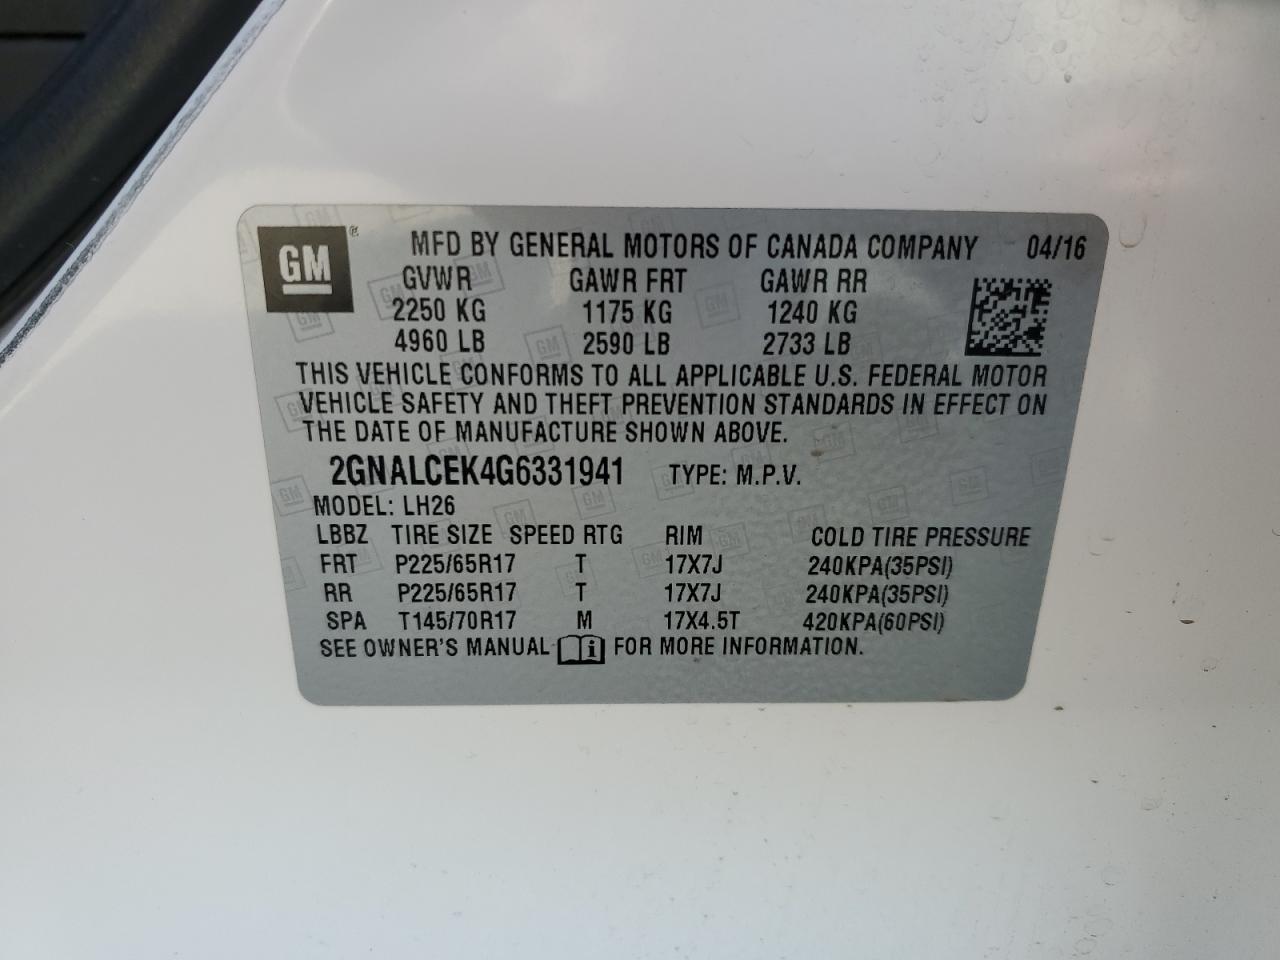 GM ® MFD BY GENERAL MOTORS OF CANADA COMPANY 04/16
GVWR GAWR FRT GAWR RR
2250 KG 1175 KG 1240 KG
4960 LB 2590 LB 2733 LB
THIS VEHICLE CONFORMS TO ALL APPLICABLE U.S. FEDERAL MOTOR
VEHICLE SAFETY AND THEFT PREVENTION STANDARDS IN EFFECT ON
THE DATE OF MANUFACTURE SHOWN ABOVE.
2GNALCEK4G6331941 TYPE: M.P.V.
MODEL: LH26
LBBZ TIRE SIZE SPEED RTG RIM COLD TIRE PRESSURE
FRT P225/65R17 T 17X7J 240KPA(35PSI)
RR P225/65R17 T 17X7J 240KPA(35PSI)
SPA T145/70R17 M 17X4.5T 420KPA(60PSI)
SEE OWNER'S MANUAL i FOR MORE INFORMATION.